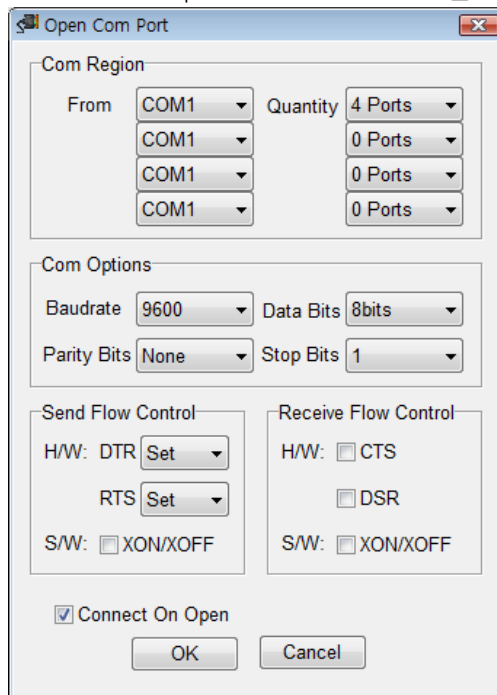 Open Com Port
Com Region
From COM1 Quantity 4 Ports
COM1 0 Ports
COM1 0 Ports
COM1 0 Ports
Com Options
Baudrate 9600 Data Bits 8bits
Parity Bits None Stop Bits 1
Send Flow Control Receive Flow Control
H/W: DTR Set H/W: CTS
RTS Set DSR
S/W: XON/XOFF S/W: XON/XOFF
Connect On Open
OK Cancel